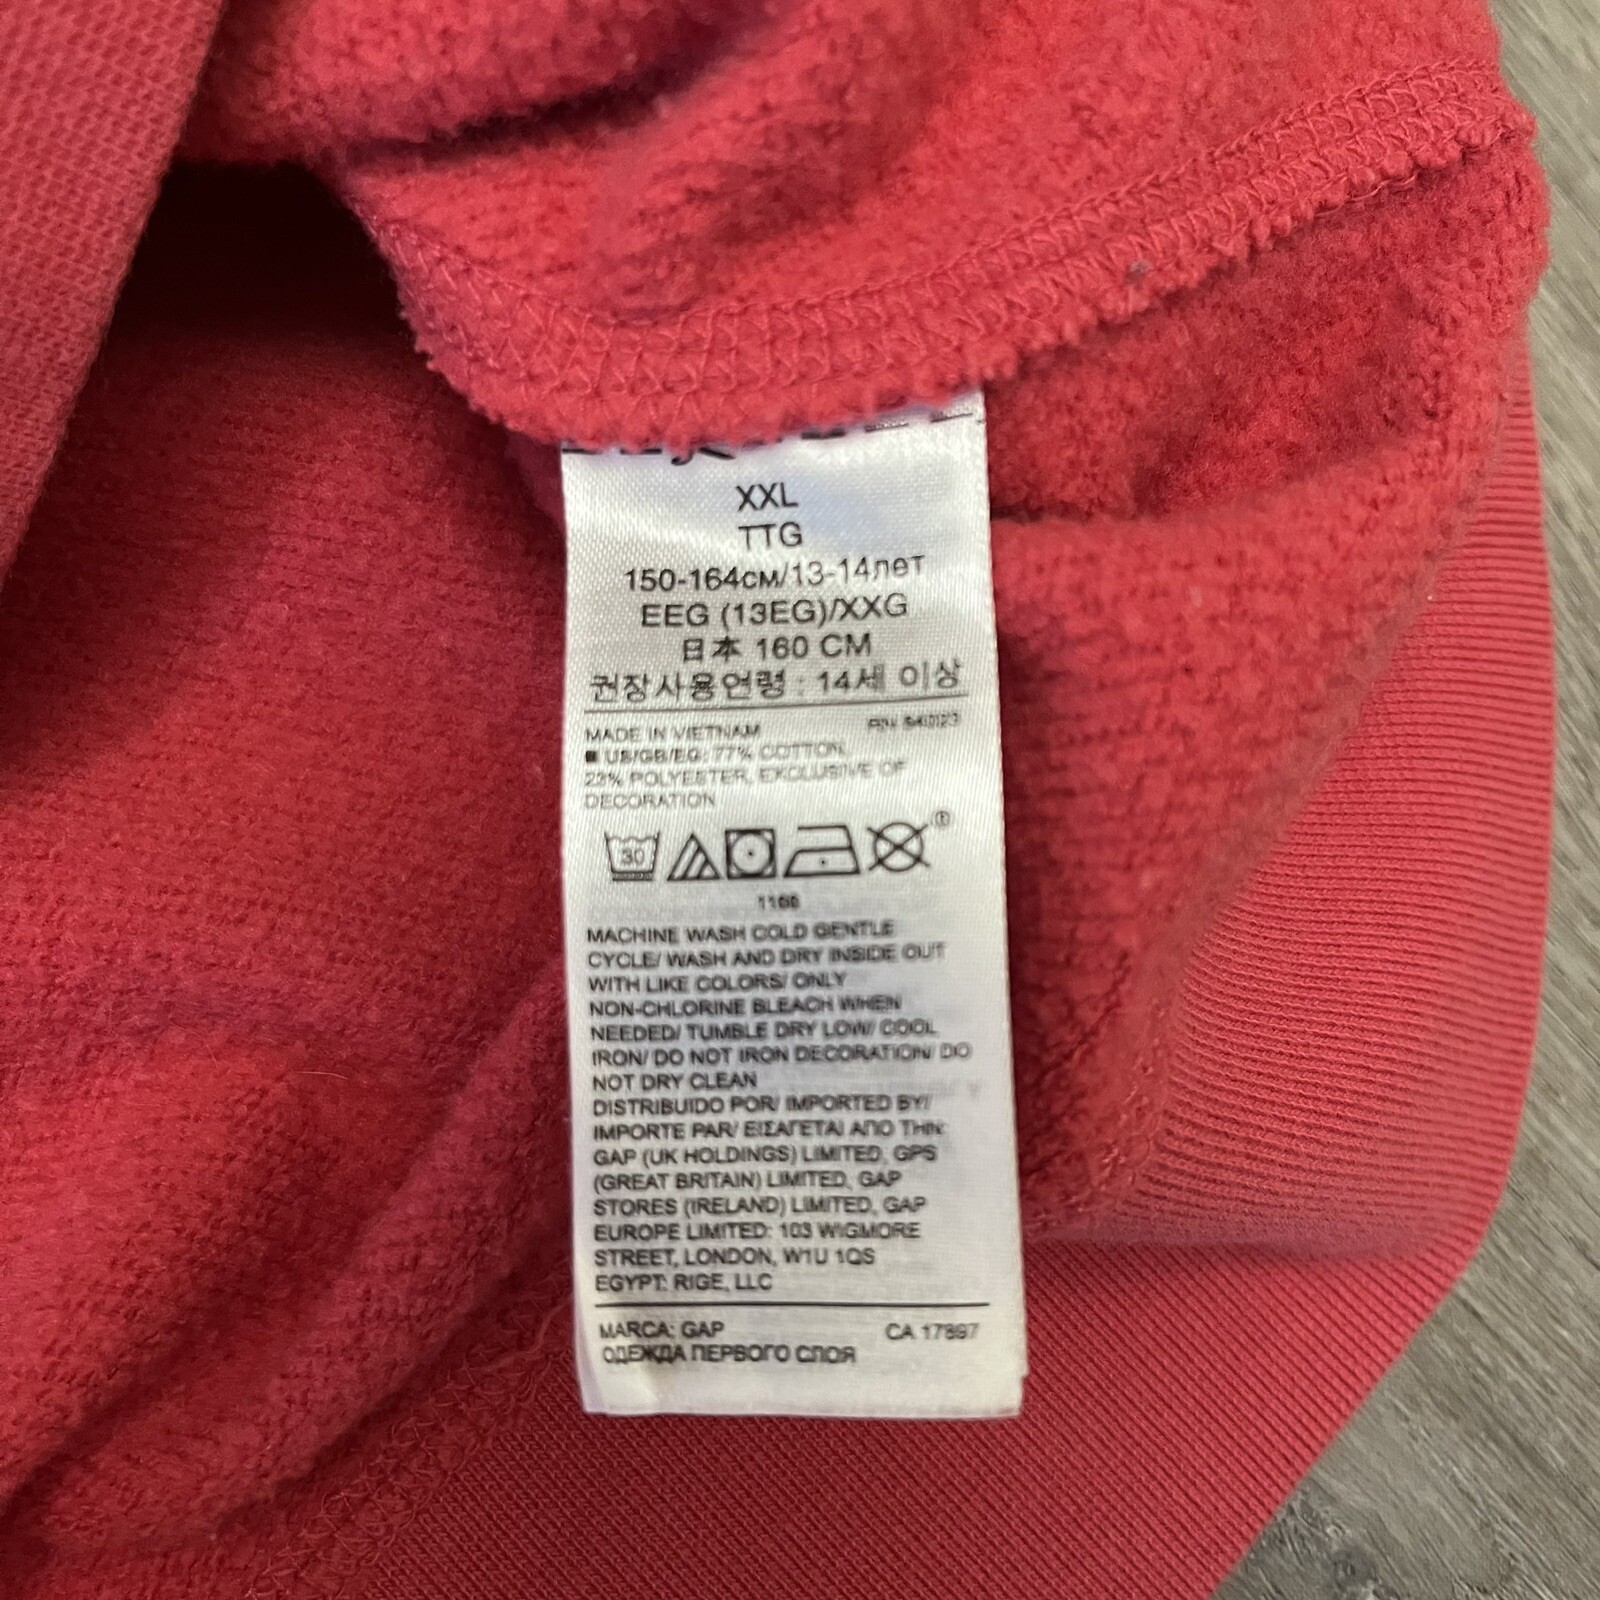 XXL
TTG
150-164см/13-14лет
EEG (13EG)/XXG
日本 160 CM
권장사용연령 : 14세 이상
MADE IN VIETNAM
■ US/GB/EG: 77% COTTON,
23% POLYESTER, EXCLUSIVE OF
DECORATION
30
1166
MACHINE WASH COLD GENTLE
CYCLE/ WASH AND DRY INSIDE OUT
WITH LIKE COLORS/ ONLY
NON-CHLORINE BLEACH WHEN
NEEDED/ TUMBLE DRY LOW/ COOL
IRON/ DO NOT IRON DECORATION/ DO
NOT DRY CLEAN
DISTRIBUIDO POR/ IMPORTED BY/
IMPORTE PAR/ ΕΙΣΑΓΕΤΑΙ ΑΠΟ ΤΗΝ:
GAP (UK HOLDINGS) LIMITED, GPS
(GREAT BRITAIN) LIMITED, GAP
STORES (IRELAND) LIMITED, GAP
EUROPE LIMITED: 103 WIGMORE
STREET, LONDON, W1U 1QS
EGYPT: RIGE, LLC
MARCA: GAP CA 17897
ОДЕЖДА ПЕРВОГО СЛОЯ